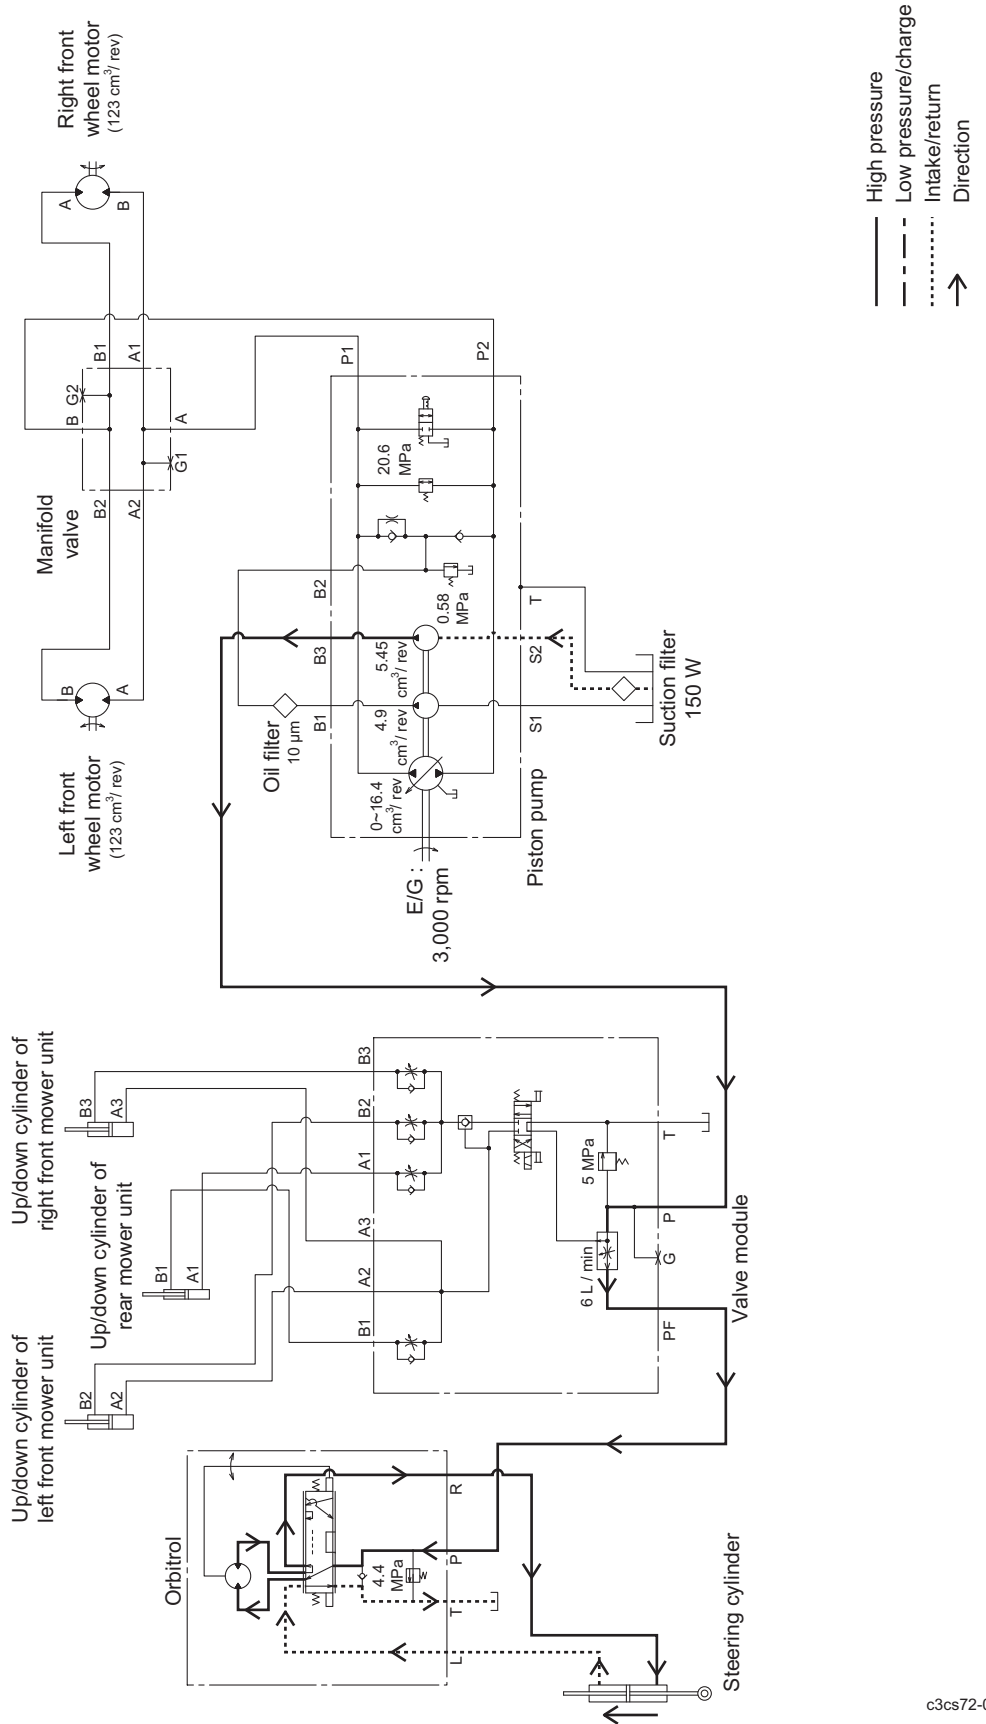 Right front
wheel motor
(123 cm³/ rev)
A
B
Left front
wheel motor
(123 cm³/ rev)
B
A
Manifold
valve
B1
A1
G2
B
A
G1
B2
A2
P1
P2
20.6
MPa
B2
0.58
MPa
T
B3
5.45
cm³/ rev
S2
Oil filter
10 µm
B1
4.9
cm³/ rev
S1
Suction filter
150 W
0~16.4
cm³/ rev
Piston pump
E/G :
3,000 rpm
High pressure
Low pressure/charge
Intake/return
Direction
Up/down cylinder of
right front mower unit
B3
A3
Up/down cylinder of
rear mower unit
B1
A1
Up/down cylinder of
left front mower unit
B2
A2
B3
B2
A1
A3
A2
B1
5 MPa
6 L / min
T
P
G
PF
Valve module
Orbitrol
R
P
4.4
MPa
T
L
Steering cylinder
c3cs72-0